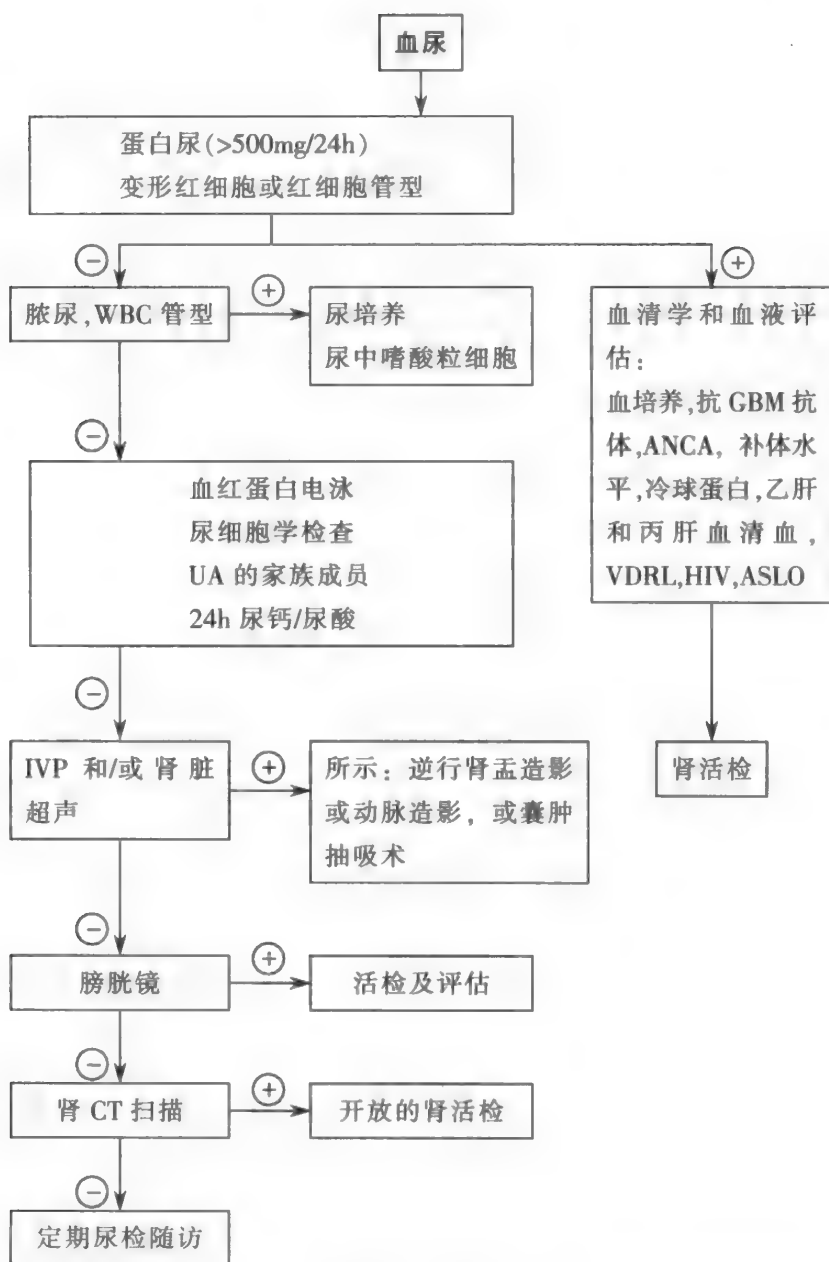 血尿
蛋白尿(>500mg/24h)
变形红细胞或红细胞管型
⊖
⊕
脓尿,WBC 管型
⊕
尿培养
尿中嗜酸粒细胞
血清学和血液评
估:
血培养,抗 GBM 抗
体,ANCA, 补体水
平,冷球蛋白,乙肝
和丙肝血清血,
VDRL,HIV,ASLO
⊖
血红蛋白电泳
尿细胞学检查
UA 的家族成员
24h 尿钙/尿酸
⊖
IVP 和/或肾脏
超声
⊕
所示: 逆行肾盂造影
或动脉造影, 或囊肿
抽吸术
肾活检
⊖
膀胱镜
⊕
活检及评估
⊖
肾 CT 扫描
⊕
开放的肾活检
⊖
定期尿检随访